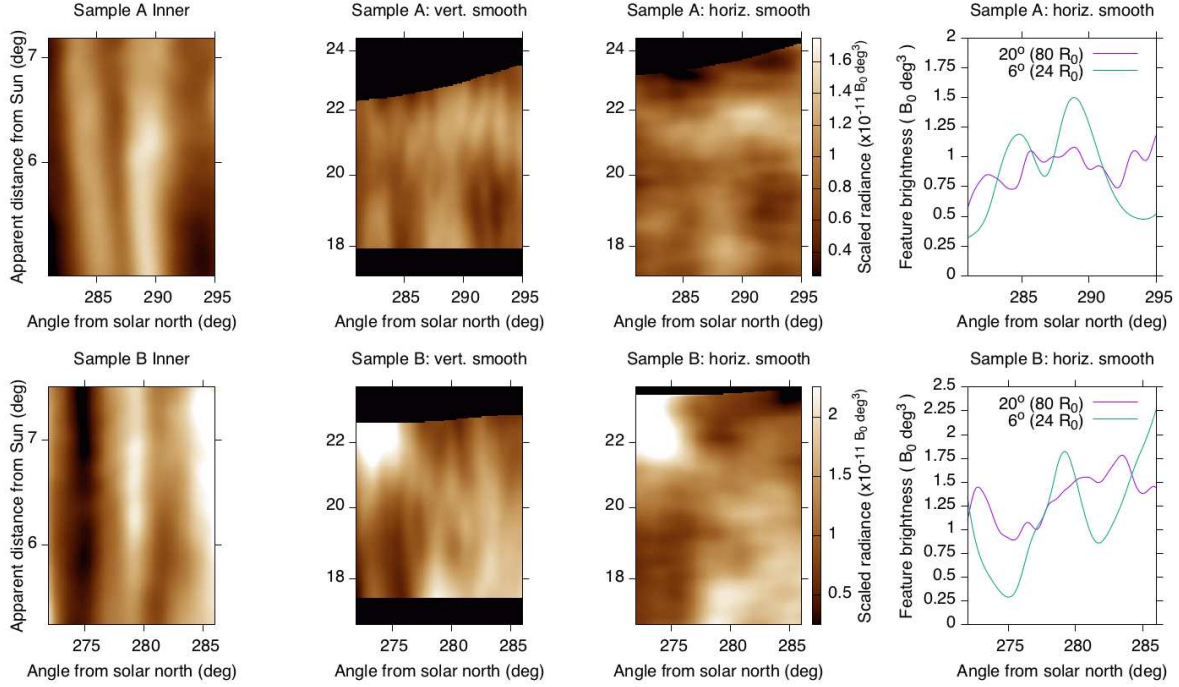 Sample A Inner
Apparent distance from Sun (deg)
7
6
285 290 295
Angle from solar north (deg)
Sample A: vert. smooth
24
22
20
18
285 290 295
Angle from solar north (deg)
Sample A: horiz. smooth
24
22
20
18
285 290 295
Angle from solar north (deg)
1.6
1.4
1.2
1
0.8
0.6
0.4
Scaled radiance (x10⁻¹¹ B₀ deg³)
Sample A: horiz. smooth
Feature brightness ( B₀ deg³ )
2
1.75
1.5
1.25
1
0.75
0.5
0.25
0
20° (80 R₀)
6° (24 R₀)
285 290 295
Angle from solar north (deg)
Sample B Inner
Apparent distance from Sun (deg)
7
6
275 280 285
Angle from solar north (deg)
Sample B: vert. smooth
22
20
18
275 280 285
Angle from solar north (deg)
Sample B: horiz. smooth
22
20
18
275 280 285
Angle from solar north (deg)
2
1.5
1
0.5
Scaled radiance (x10⁻¹¹ B₀ deg³)
Sample B: horiz. smooth
Feature brightness ( B₀ deg³ )
2.5
2.25
2
1.75
1.5
1.25
1
0.75
0.5
0.25
0
20° (80 R₀)
6° (24 R₀)
275 280 285
Angle from solar north (deg)